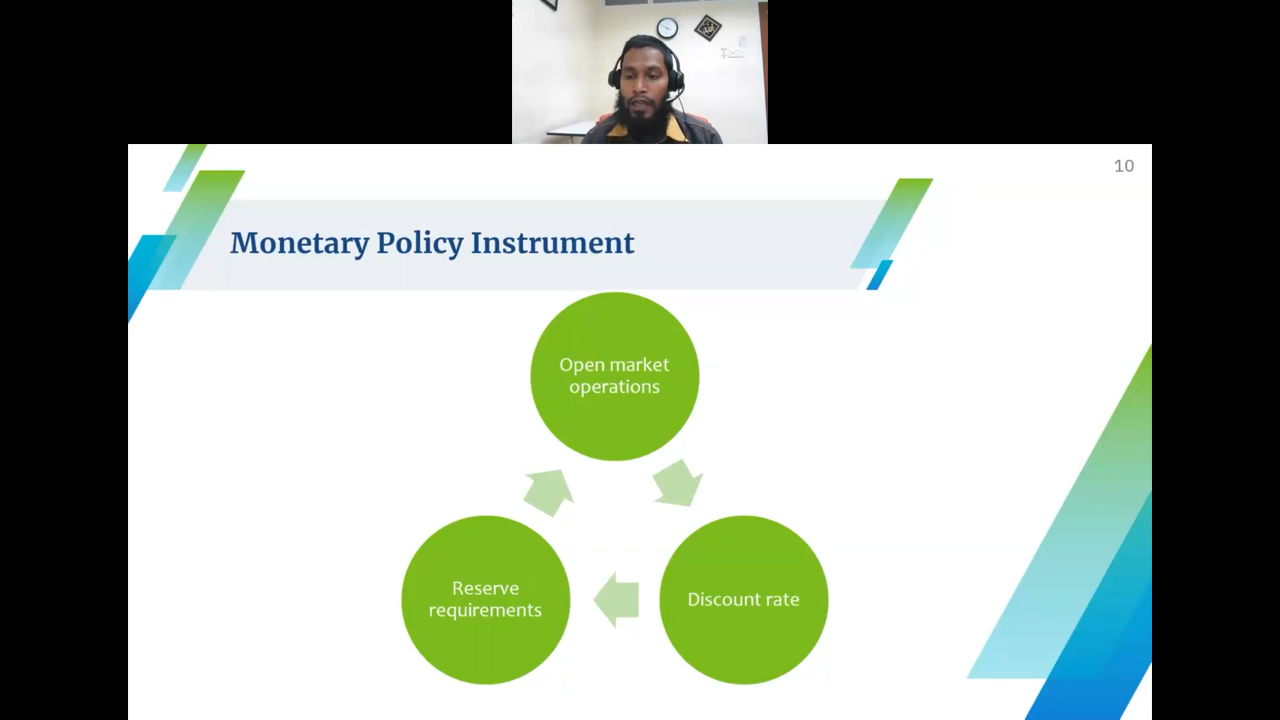 10
Monetary Policy Instrument
Open market
operations
Reserve
requirements
Discount rate